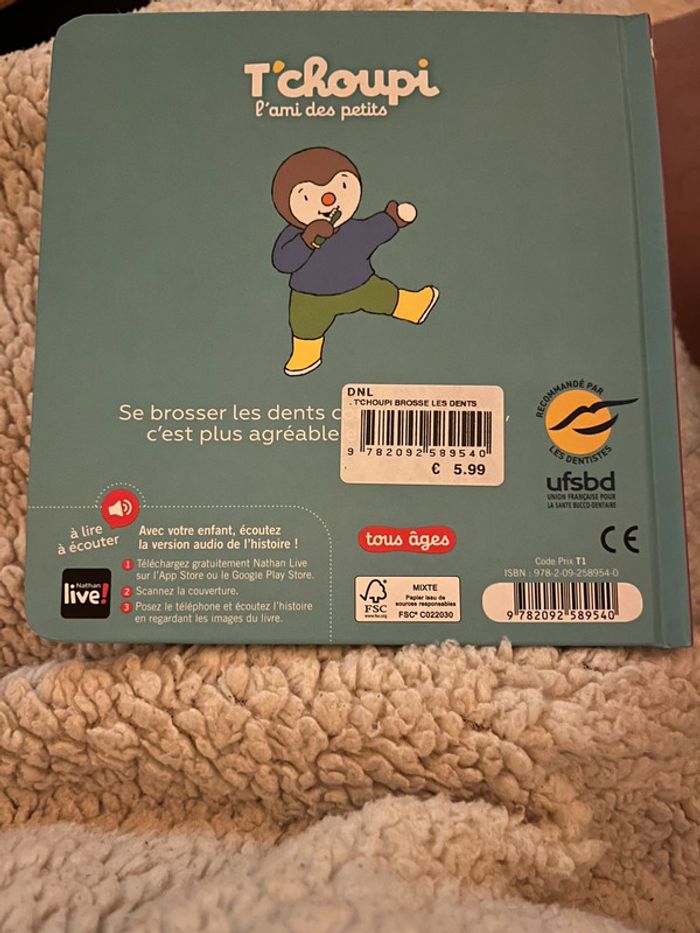 T'choupi
l'ami des petits
Se brosser les dents
c'est plus agréable
DNL
. T'CHOUPI BROSSE LES DENTS
9 782092 589540
€ 5.99
RECOMMANDÉ PAR
LES DENTISTES
ufsbd
UNION FRANÇAISE POUR
LA SANTÉ BUCCO-DENTAIRE
à lire
à écouter
Avec votre enfant, écoutez
la version audio de l'histoire !
1 Téléchargez gratuitement Nathan Live
sur l'App Store ou le Google Play Store.
2 Scannez la couverture.
3 Posez le téléphone et écoutez l'histoire
en regardant les images du livre.
Nathan
live!
tous âges
FSC
www.fsc.org
MIXTE
Papier issu de
sources responsables
FSC® C022030
CE
Code Prix T1
ISBN : 978-2-09-258954-0
9 782092 589540